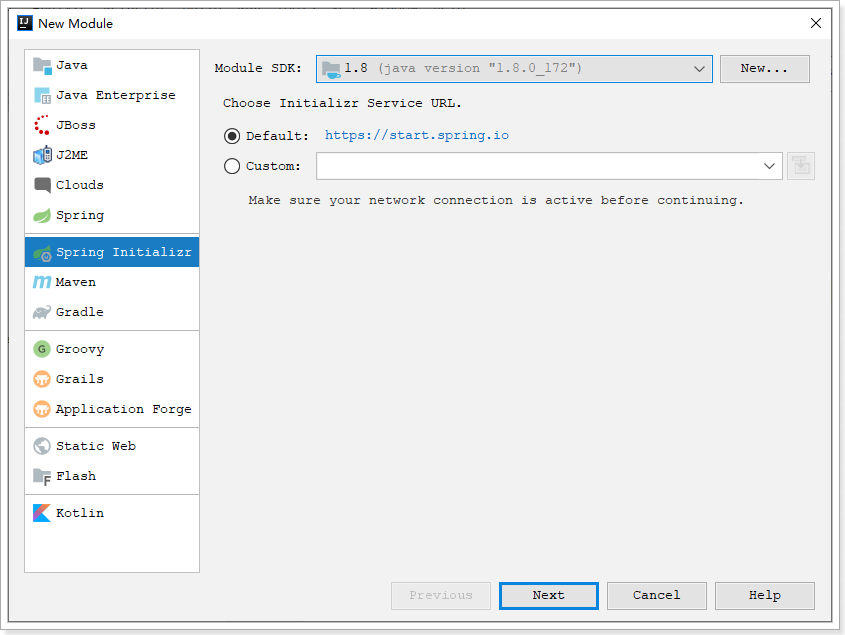 New Module
Java
Java Enterprise
JBoss
J2ME
Clouds
Spring
Spring Initializr
Maven
Gradle
Groovy
Grails
Application Forge
Static Web
Flash
Kotlin
Module SDK: 1.8 (java version "1.8.0_172") New...
Choose Initializr Service URL.
Default: https://start.spring.io
Custom:
Make sure your network connection is active before continuing.
Previous Next Cancel Help